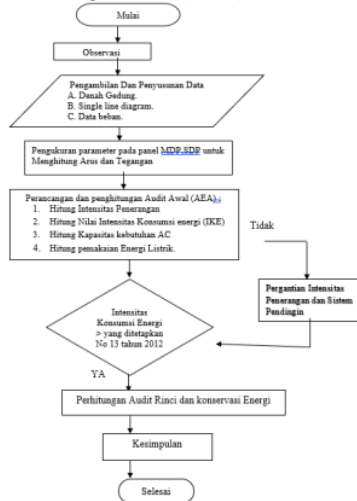 Mulai
Observasi
Pengambilan Dan Penyusunan Data
A. Denah Gedung.
B. Single line diagram.
C. Data beban.
Pengukuran parameter pada panel MDP,SDP untuk
Menghitung Arus dan Tegangan
Perancangan dan penghitungan Audit Awal (AEA)
1. Hitung Intensitas Penerangan
2. Hitung Nilai Intensitas Konsumsi energi (IKE)
3. Hitung Kapasitas kebutuhan AC
4. Hitung pemakaian Energi Listrik.
Tidak
Pergantian Intensitas
Penerangan dan Sistem
Pendingin
Intensitas
Konsumsi Energi
> yang ditetapkan
No 13 tahun 2012
YA
Perhitungan Audit Rinci dan konservasi Energi
Kesimpulan
Selesai